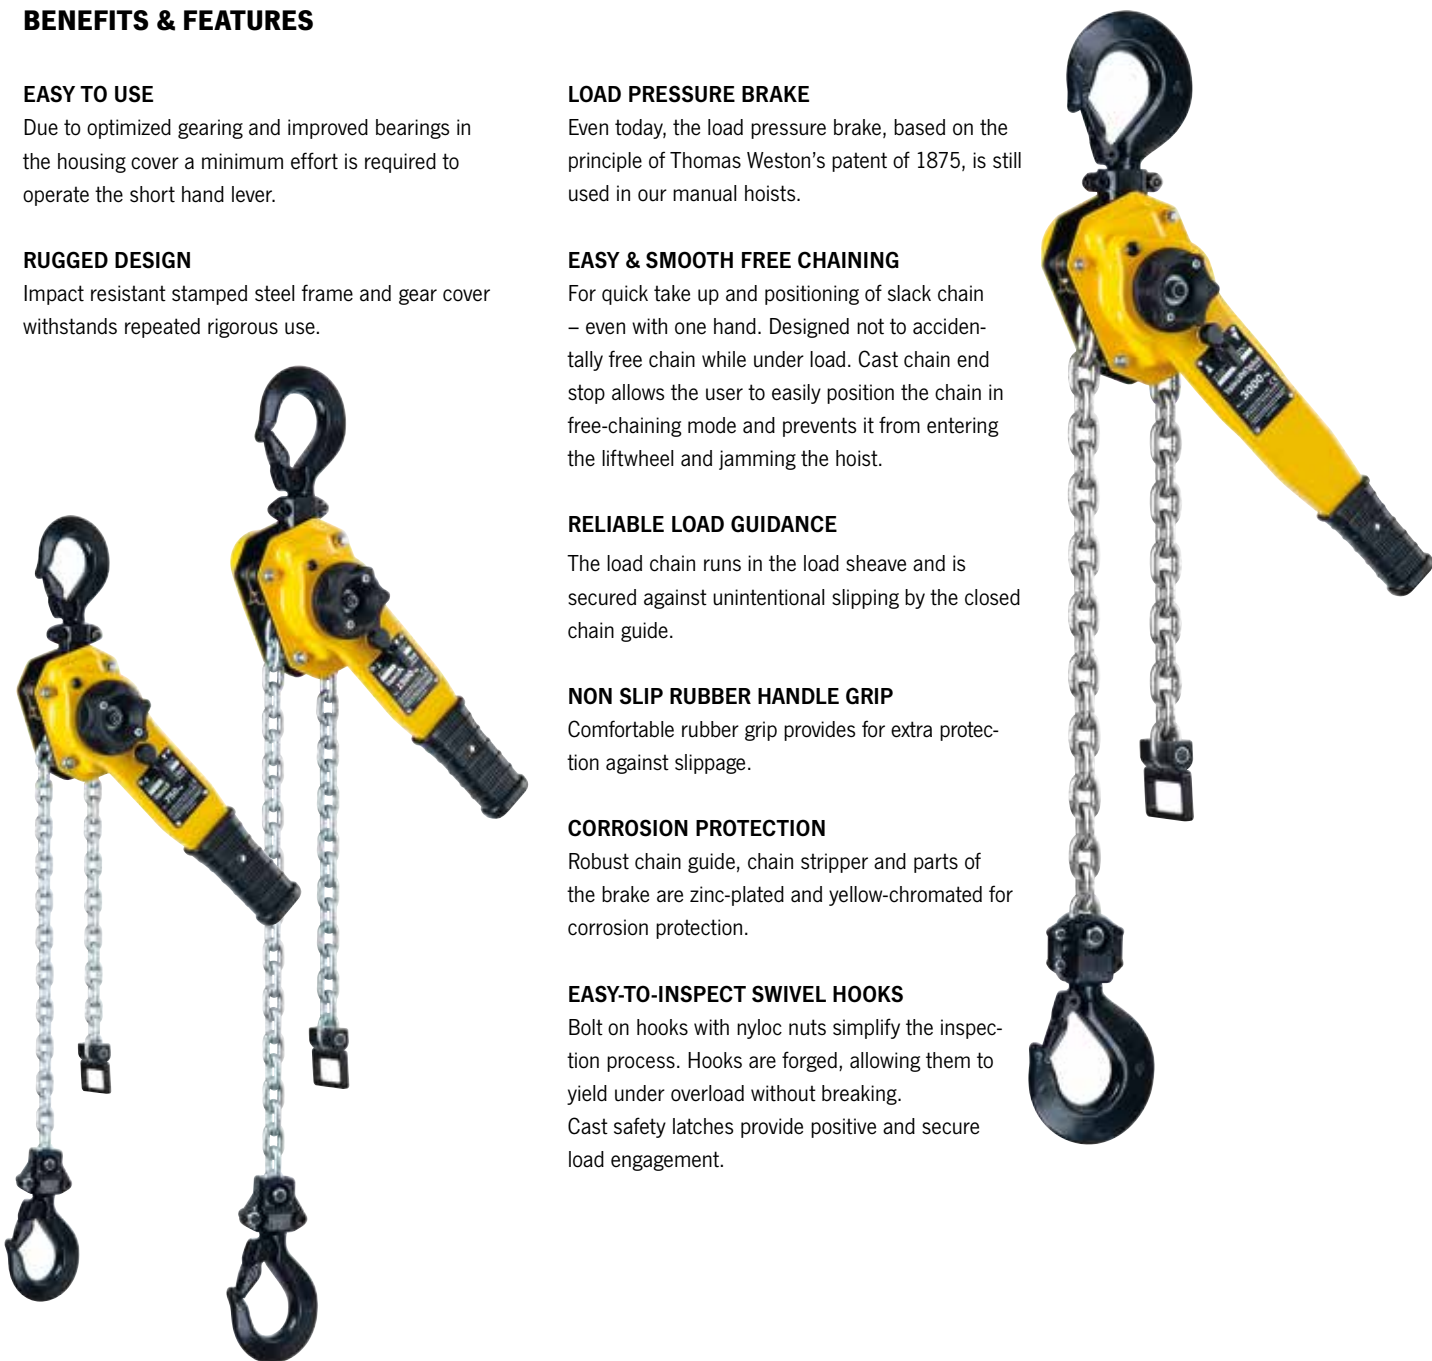 BENEFITS & FEATURES
EASY TO USE
Due to optimized gearing and improved bearings in
the housing cover a minimum effort is required to
operate the short hand lever.
RUGGED DESIGN
Impact resistant stamped steel frame and gear cover
withstands repeated rigorous use.
LOAD PRESSURE BRAKE
Even today, the load pressure brake, based on the
principle of Thomas Weston’s patent of 1875, is still
used in our manual hoists.
EASY & SMOOTH FREE CHAINING
For quick take up and positioning of slack chain
– even with one hand. Designed not to acciden-
tally free chain while under load. Cast chain end
stop allows the user to easily position the chain in
free-chaining mode and prevents it from entering
the liftwheel and jamming the hoist.
RELIABLE LOAD GUIDANCE
The load chain runs in the load sheave and is
secured against unintentional slipping by the closed
chain guide.
NON SLIP RUBBER HANDLE GRIP
Comfortable rubber grip provides for extra protec-
tion against slippage.
CORROSION PROTECTION
Robust chain guide, chain stripper and parts of
the brake are zinc-plated and yellow-chromated for
corrosion protection.
EASY-TO-INSPECT SWIVEL HOOKS
Bolt on hooks with nyloc nuts simplify the inspec-
tion process. Hooks are forged, allowing them to
yield under overload without breaking.
Cast safety latches provide positive and secure
load engagement.
3000
750